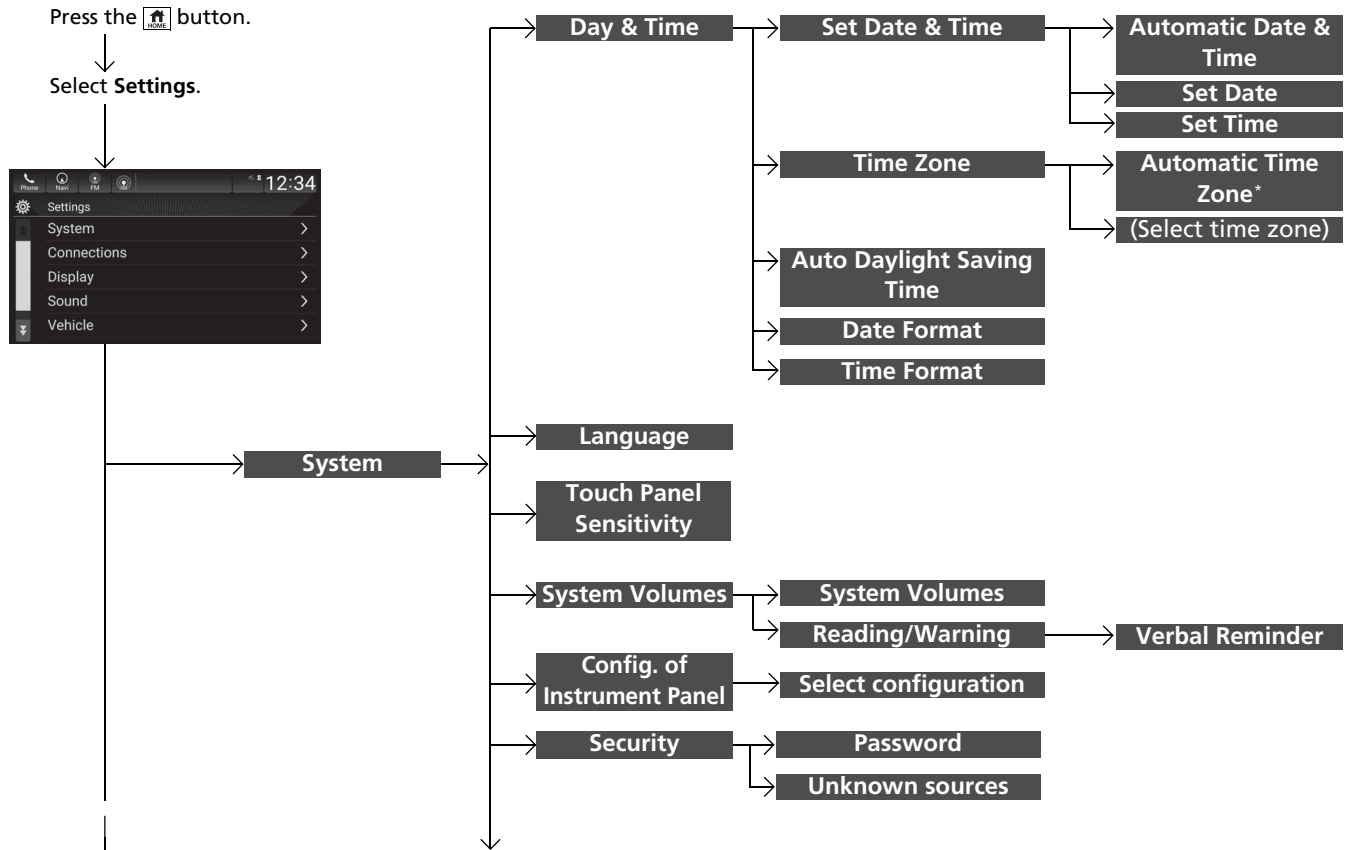 Press the HOME button.
Select Settings.
Phone Navi FM 12:34
Settings
System
Connections
Display
Sound
Vehicle
System
Day & Time
Set Date & Time
Automatic Date &
Time
Set Date
Set Time
Time Zone
Automatic Time
Zone*
(Select time zone)
Auto Daylight Saving
Time
Date Format
Time Format
Language
Touch Panel
Sensitivity
System Volumes
System Volumes
Reading/Warning
Verbal Reminder
Config. of
Instrument Panel
Select configuration
Security
Password
Unknown sources